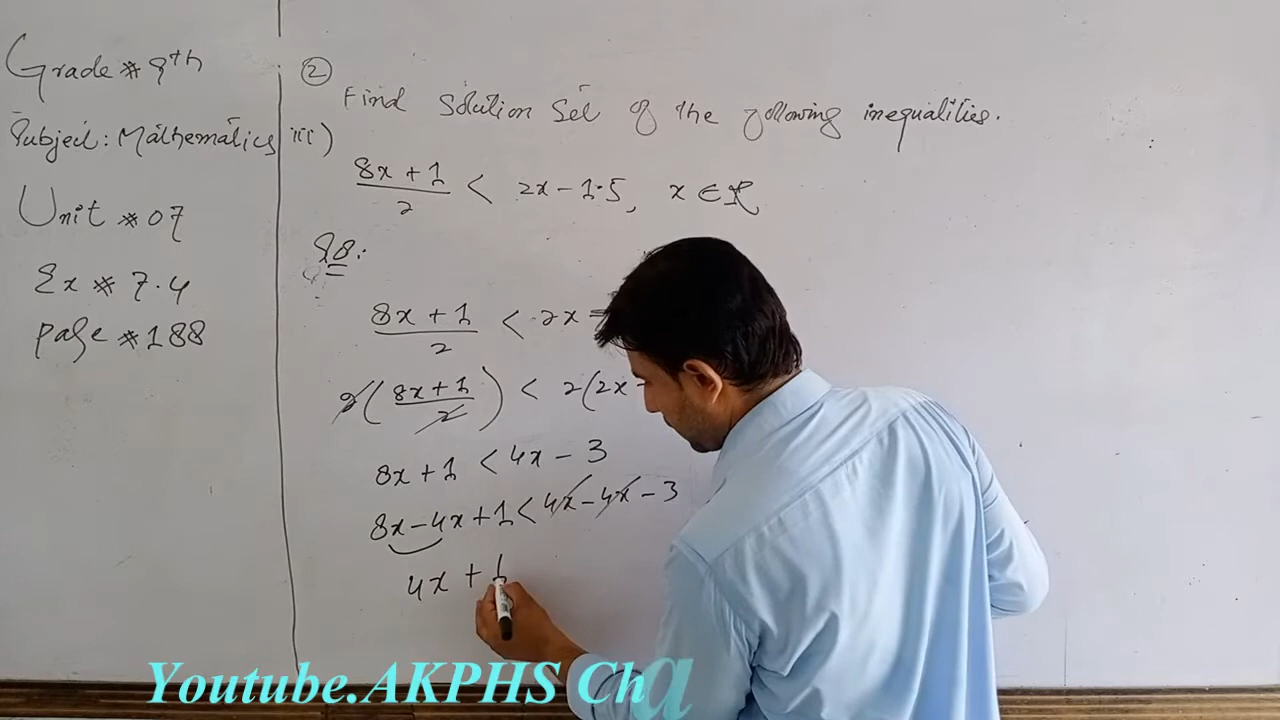 Grade # 9th
Subject: Mathematics
Unit # 07
Ex # 7.4
Page # 188
②
Find Solution Set of the following inequalities.
iii)
8x + 1 / 2 < 2x - 1.5, x ∈ R
8x + 1 / 2 < 2x -
2( 8x + 1 / 2 ) < 2(2x -
8x + 1 < 4x - 3
8x - 4x + 1 < 4x - 4x - 3
4x + 1
Youtube.AKPHS Cha